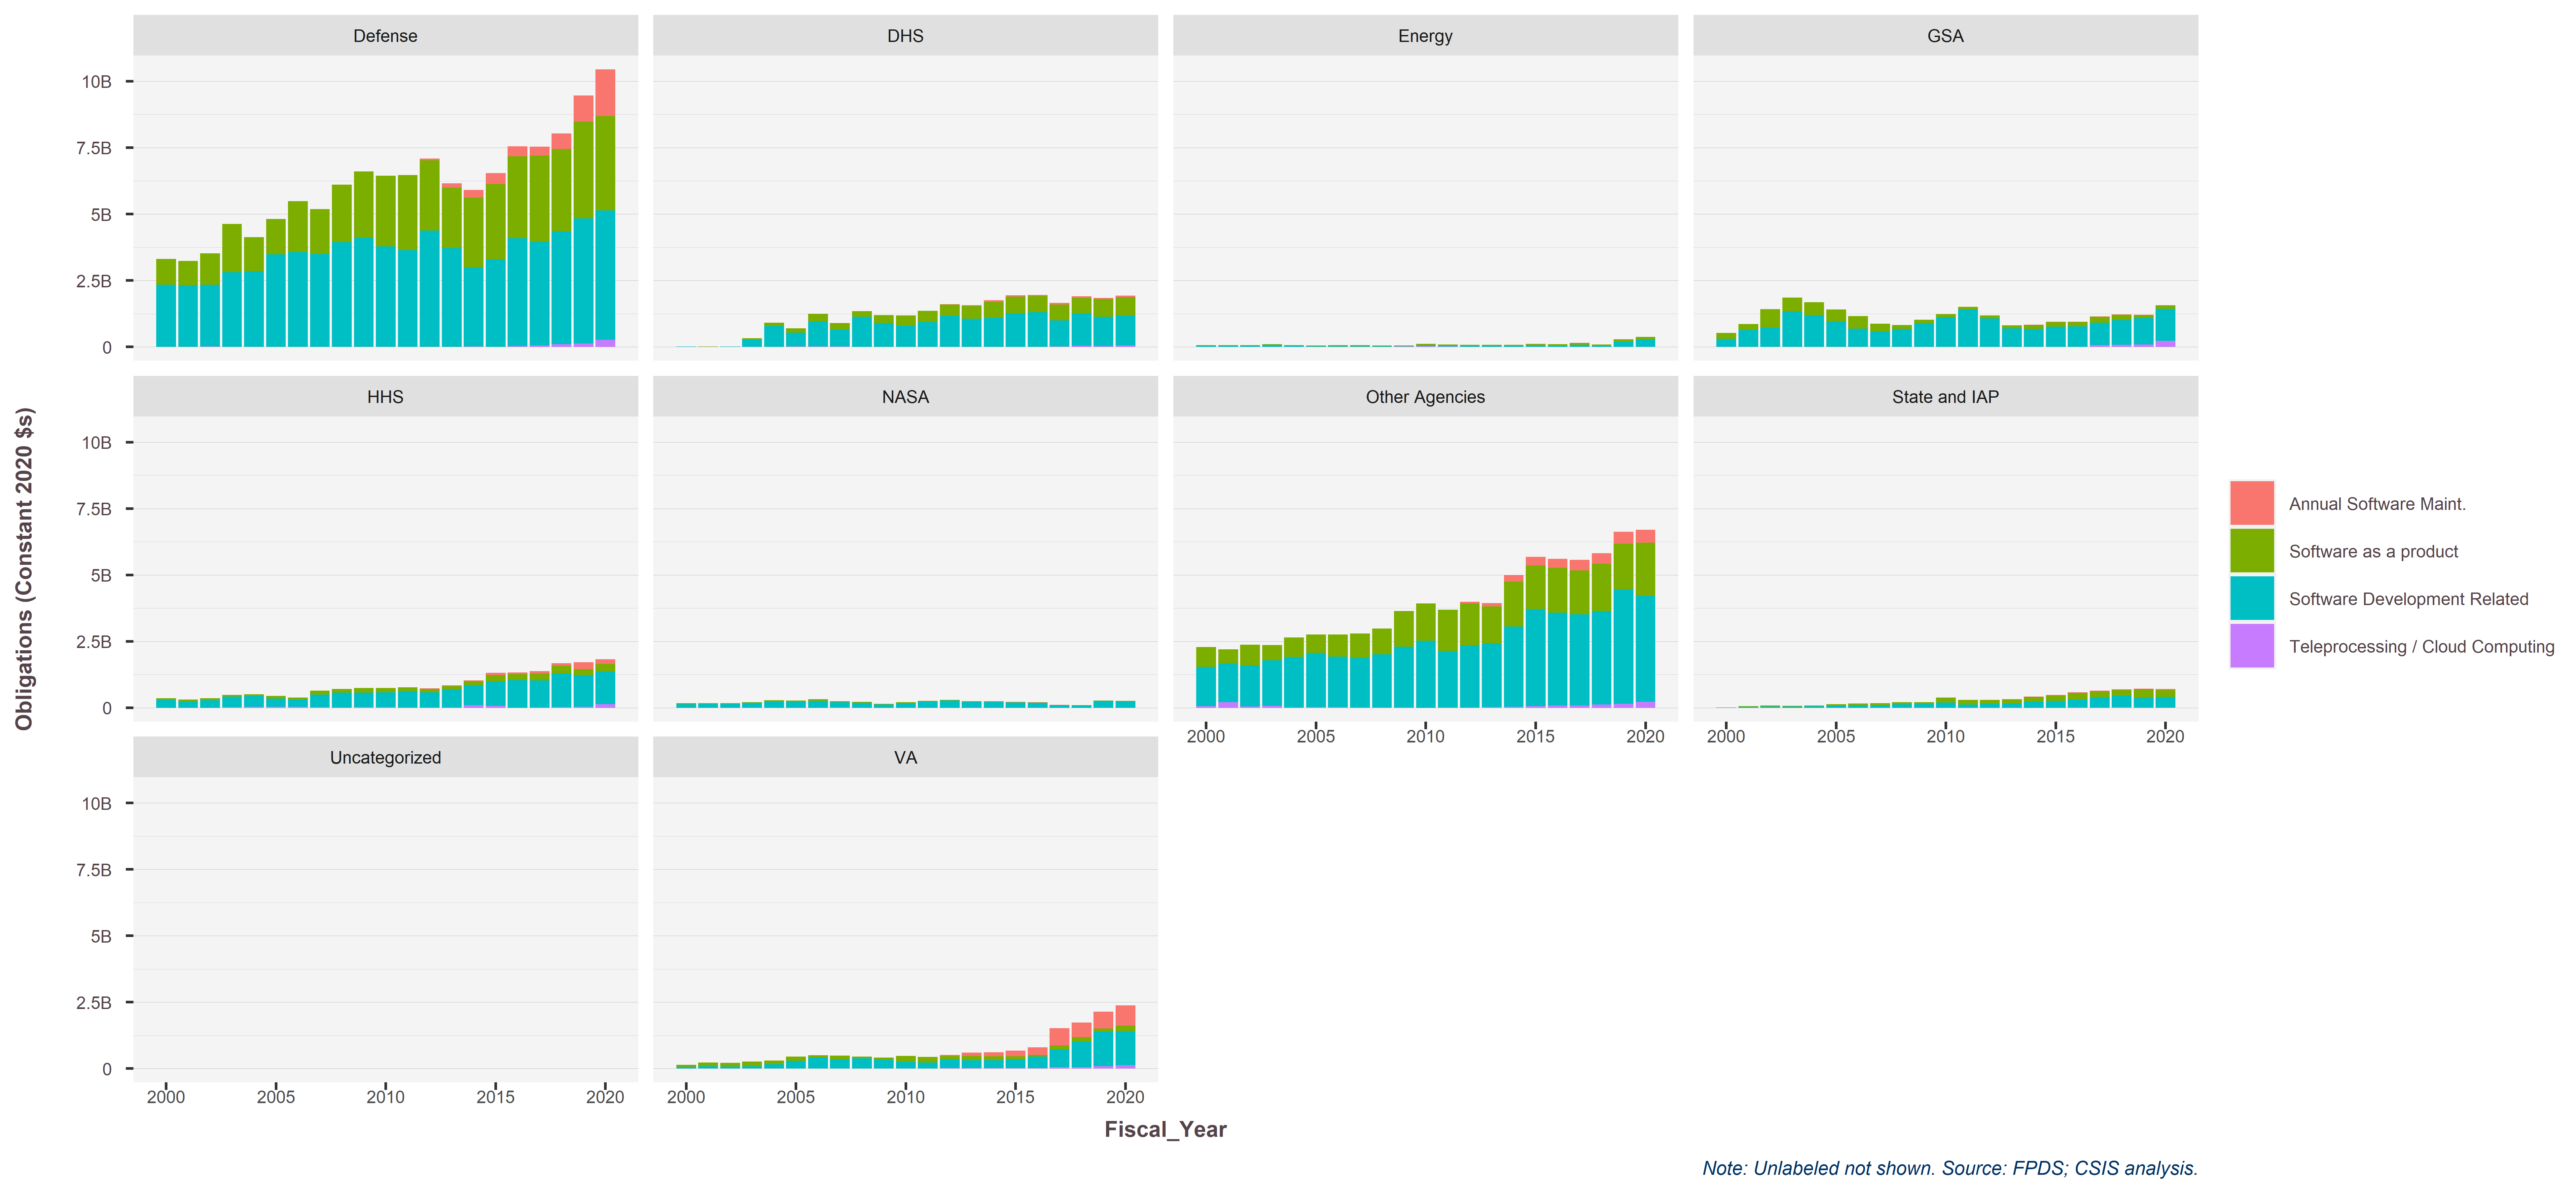 Defense
DHS
Energy
GSA
10B
7.5B
5B
2.5B
0
HHS
NASA
Other Agencies
State and IAP
10B
7.5B
5B
2.5B
0
2000 2005 2010 2015 2020
2000 2005 2010 2015 2020
Uncategorized
VA
10B
7.5B
5B
2.5B
0
2000 2005 2010 2015 2020
2000 2005 2010 2015 2020
Obligations (Constant 2020 $s)
Fiscal_Year
Annual Software Maint.
Software as a product
Software Development Related
Teleprocessing / Cloud Computing
Note: Unlabeled not shown. Source: FPDS; CSIS analysis.